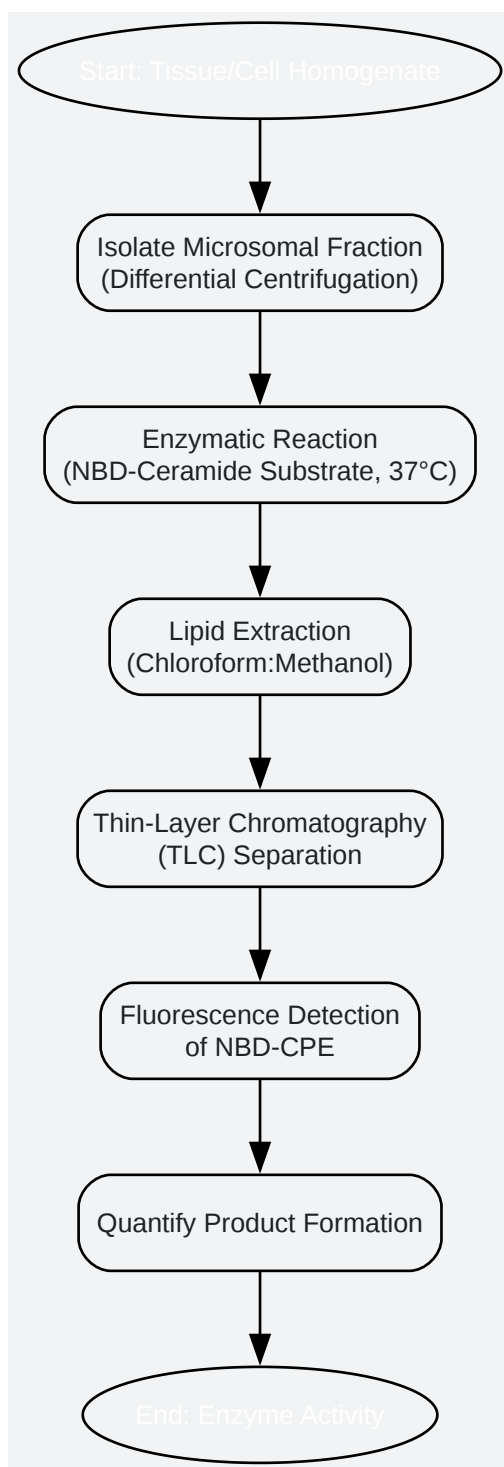 Start: Tissue/Cell Homogenate
Isolate Microsomal Fraction
(Differential Centrifugation)
Enzymatic Reaction
(NBD-Ceramide Substrate, 37°C)
Lipid Extraction
(Chloroform:Methanol)
Thin-Layer Chromatography
(TLC) Separation
Fluorescence Detection
of NBD-CPE
Quantify Product Formation
End: Enzyme Activity